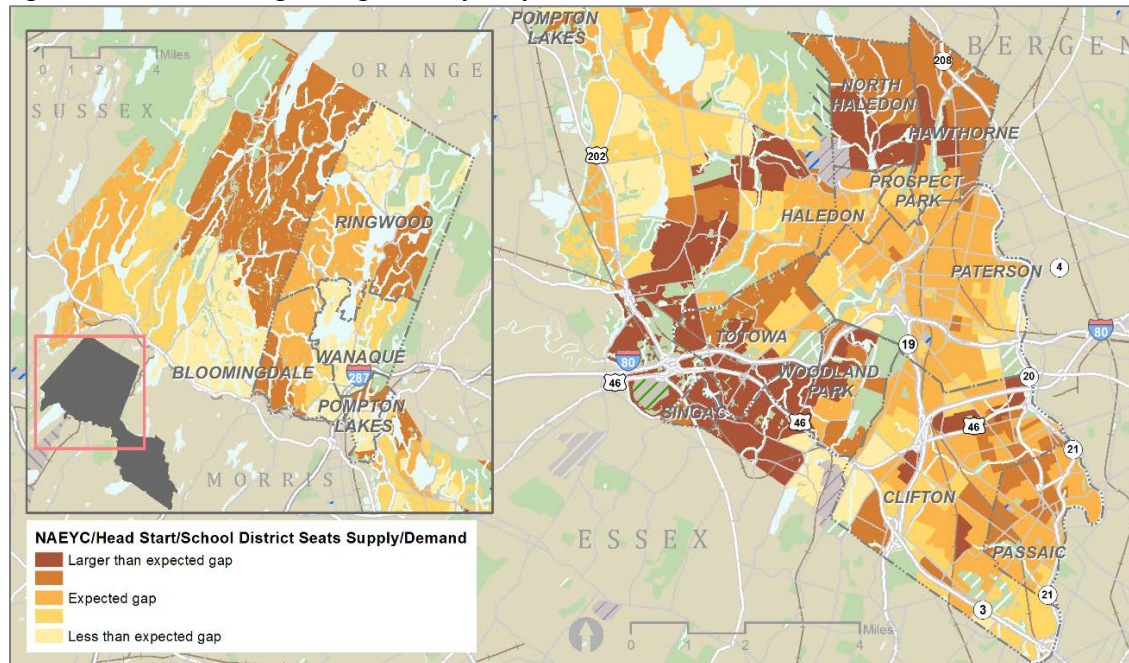 POMPTON
LAKES
BERGEN
208
NORTH
HALEDON
HAWTHORNE
202
PROSPECT
PARK
HALEDON
PATERSON
4
80
19
TOTOWA
80
46
WOODLAND
PARK
SINGAC
20
46
46
21
CLIFTON
ESSEX
PASSAIC
21
3
0 1 2 4
Miles
Miles
0 1 2 4
ORANGE
SUSSEX
RINGWOOD
WANAQUE
BLOOMINGDALE
287
POMPTON
LAKES
MORRIS
NAEYC/Head Start/School District Seats Supply/Demand
Larger than expected gap
Expected gap
Less than expected gap